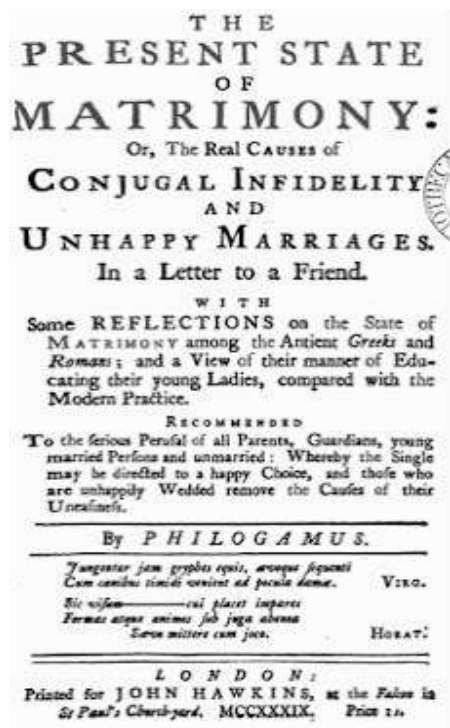 THE
PRESENT STATE
OF
MATRIMONY:
Or, The Real CAUSES of
CONJUGAL INFIDELITY
AND
UNHAPPY MARRIAGES.
In a Letter to a Friend.
WITH
Some REFLECTIONS on the State of
MATRIMONY among the Antient Greeks and
Romans; and a View of their manner of Edu-
cating their young Ladies, compared with the
Modern Practice.
RECOMMENDED
To the serious Perusal of all Parents, Guardians, young
married Persons and unmarried: Whereby the Single
may be directed to a happy Choice, and those who
are unhappily Wedded remove the Causes of their
Uneasiness.
By PHILOGAMUS.
Jungentur jam gryphes equis, ævoque sequenti
Cum canibus timidi venient ad pocula damæ. VIRG.
Sic visum——cui placet impares
Formas atque animos sub juga ahenea
Sævo mittere cum joco. HORAT.
LONDON:
Printed for JOHN HAWKINS, at the Falcon in
St Paul's Church-yard. MCCXXXIX. Price 1s.